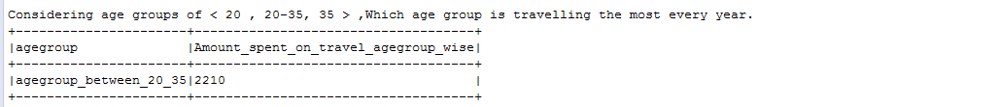 Considering age groups of < 20 , 20-35, 35 > ,Which age group is travelling the most every year.
+----------------------+-----------------------------------+
|agegroup              |Amount_spent_on_travel_agegroup_wise|
+----------------------+-----------------------------------+
|agegroup_between_20_35|2210                               |
+----------------------+-----------------------------------+